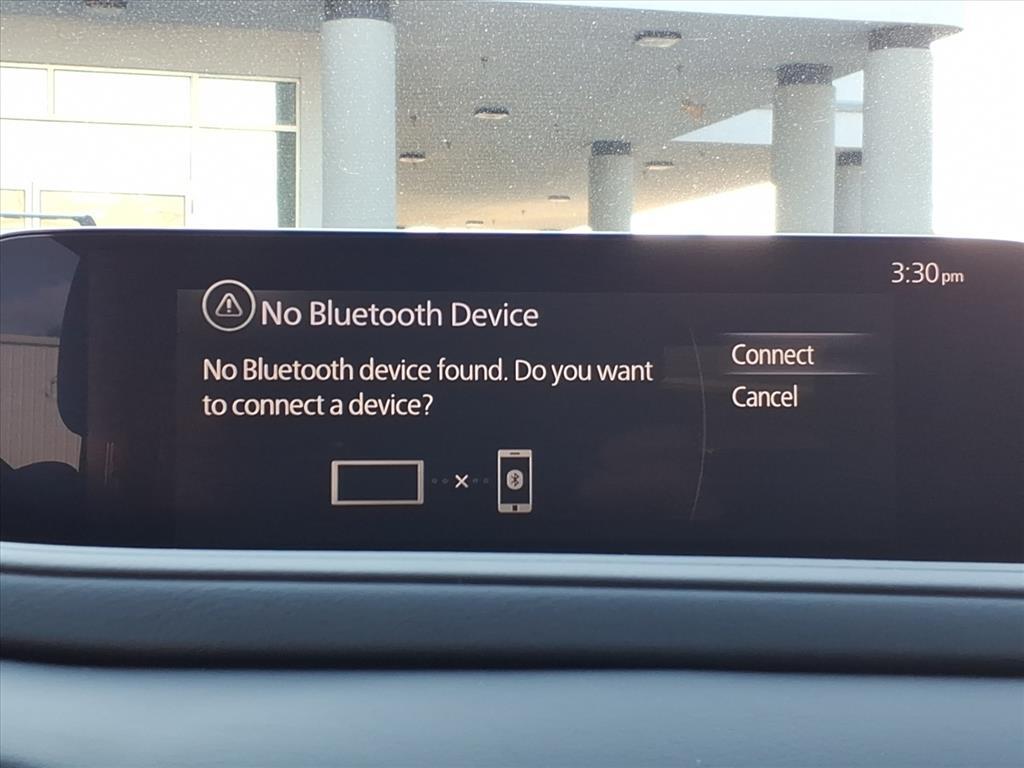 3:30pm
No Bluetooth Device
No Bluetooth device found. Do you want
to connect a device?
Connect
Cancel